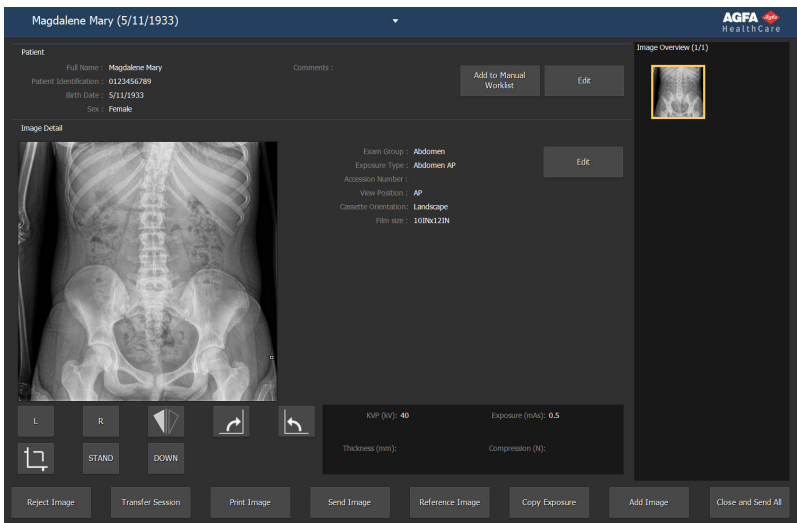 Magdalene Mary (5/11/1933)
AGFA Agfa
HealthCare
Patient
Full Name : Magdalene Mary
Patient Identification : 0123456789
Birth Date : 5/11/1933
Sex : Female
Comments :
Add to Manual
Worklist
Edit
Image Overview (1/1)
Image Detail
Exam Group : Abdomen
Exposure Type : Abdomen AP
Accession Number :
View Position : AP
Cassette Orientation: Landscape
Film size : 10INx12IN
Edit
L
R
STAND
DOWN
KVP (kV): 40
Exposure (mAs): 0.5
Thickness (mm):
Compression (N):
Reject Image
Transfer Session
Print Image
Send Image
Reference Image
Copy Exposure
Add Image
Close and Send All